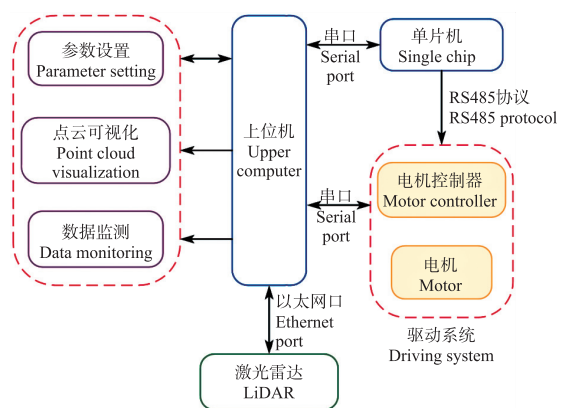 参数设置
Parameter setting
点云可视化
Point cloud
visualization
数据监测
Data monitoring
上位机
Upper
computer
串口
Serial
port
单片机
Single chip
RS485协议
RS485 protocol
串口
Serial
port
电机控制器
Motor controller
电机
Motor
驱动系统
Driving system
以太网口
Ethernet
port
激光雷达
LiDAR